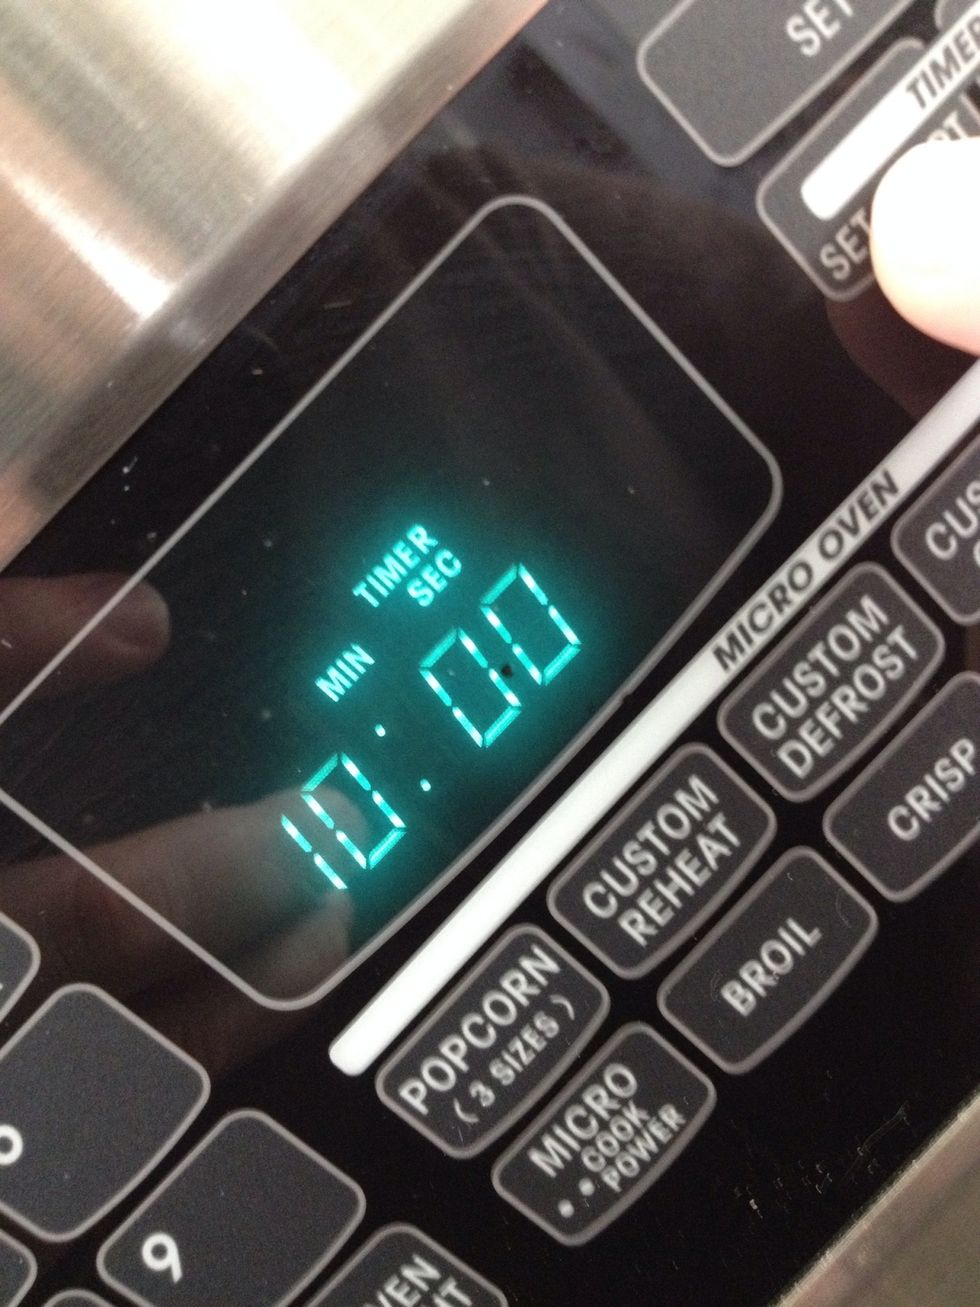 SET
TIMER
SET
TIMER
MIN SEC
10:00
MICRO OVEN
CUSTOM
DEFROST
CUSTOM
REHEAT
CRISP
POPCORN
(3 SIZES)
BROIL
MICRO
COOK
POWER
9